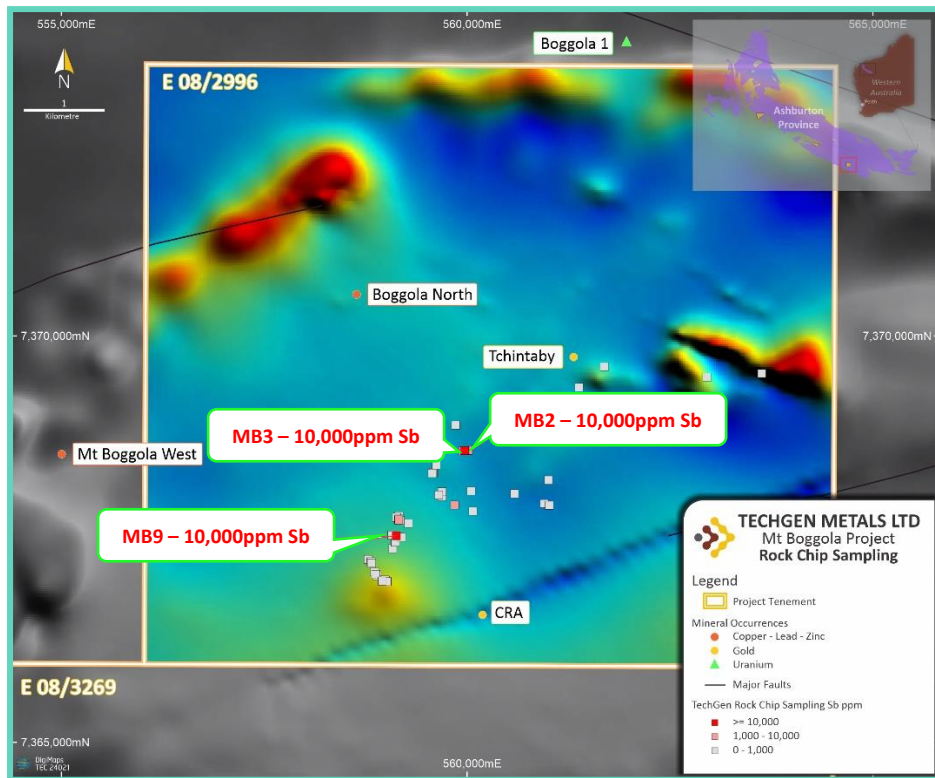 555,000mE
560,000mE
565,000mE
N
1
Kilometre
E 08/2996
Boggola 1
Western
Australia
Perth
Ashburton
Province
Boggola North
7,370,000mN
7,370,000mN
Tchintaby
MB3 – 10,000ppm Sb
MB2 – 10,000ppm Sb
Mt Boggola West
MB9 – 10,000ppm Sb
CRA
E 08/3269
7,365,000mN
DigiMaps
TEC 24021
560,000mE
TECHGEN METALS LTD
Mt Boggola Project
Rock Chip Sampling
Legend
Project Tenement
Mineral Occurrences
Copper - Lead - Zinc
Gold
Uranium
Major Faults
TechGen Rock Chip Sampling Sb ppm
>= 10,000
1,000 - 10,000
0 - 1,000